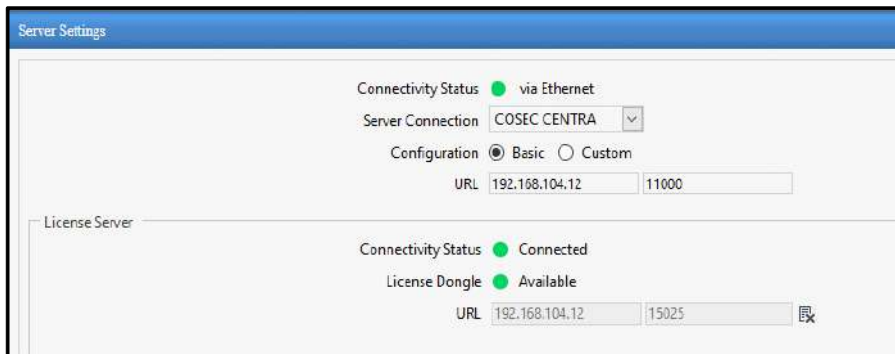 Server Settings
Connectivity Status via Ethernet
Server Connection COSEC CENTRA
Configuration Basic Custom
URL 192.168.104.12 11000
License Server
Connectivity Status Connected
License Dongle Available
URL 192.168.104.12 15025